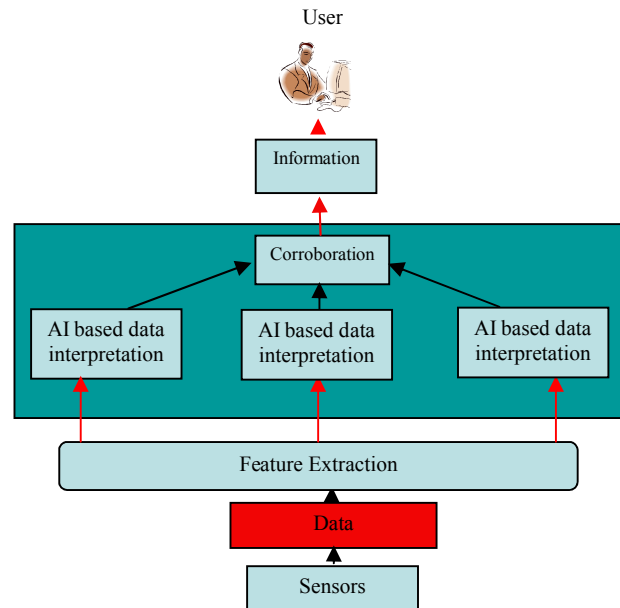 User
Information
Corroboration
AI based data
interpretation
AI based data
interpretation
AI based data
interpretation
Feature Extraction
Data
Sensors